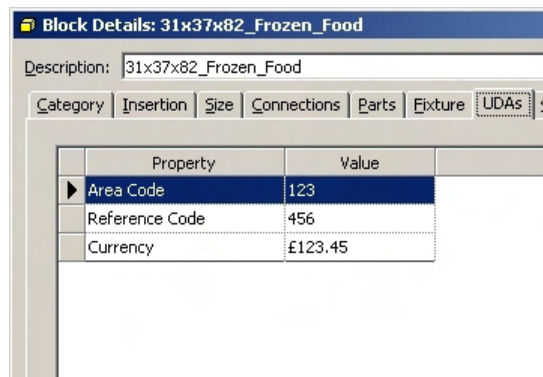 Block Details: 31x37x82_Frozen_Food
Description: 31x37x82_Frozen_Food
Category Insertion Size Connections Parts Fixture UDAs
Property Value
Area Code 123
Reference Code 456
Currency £123.45